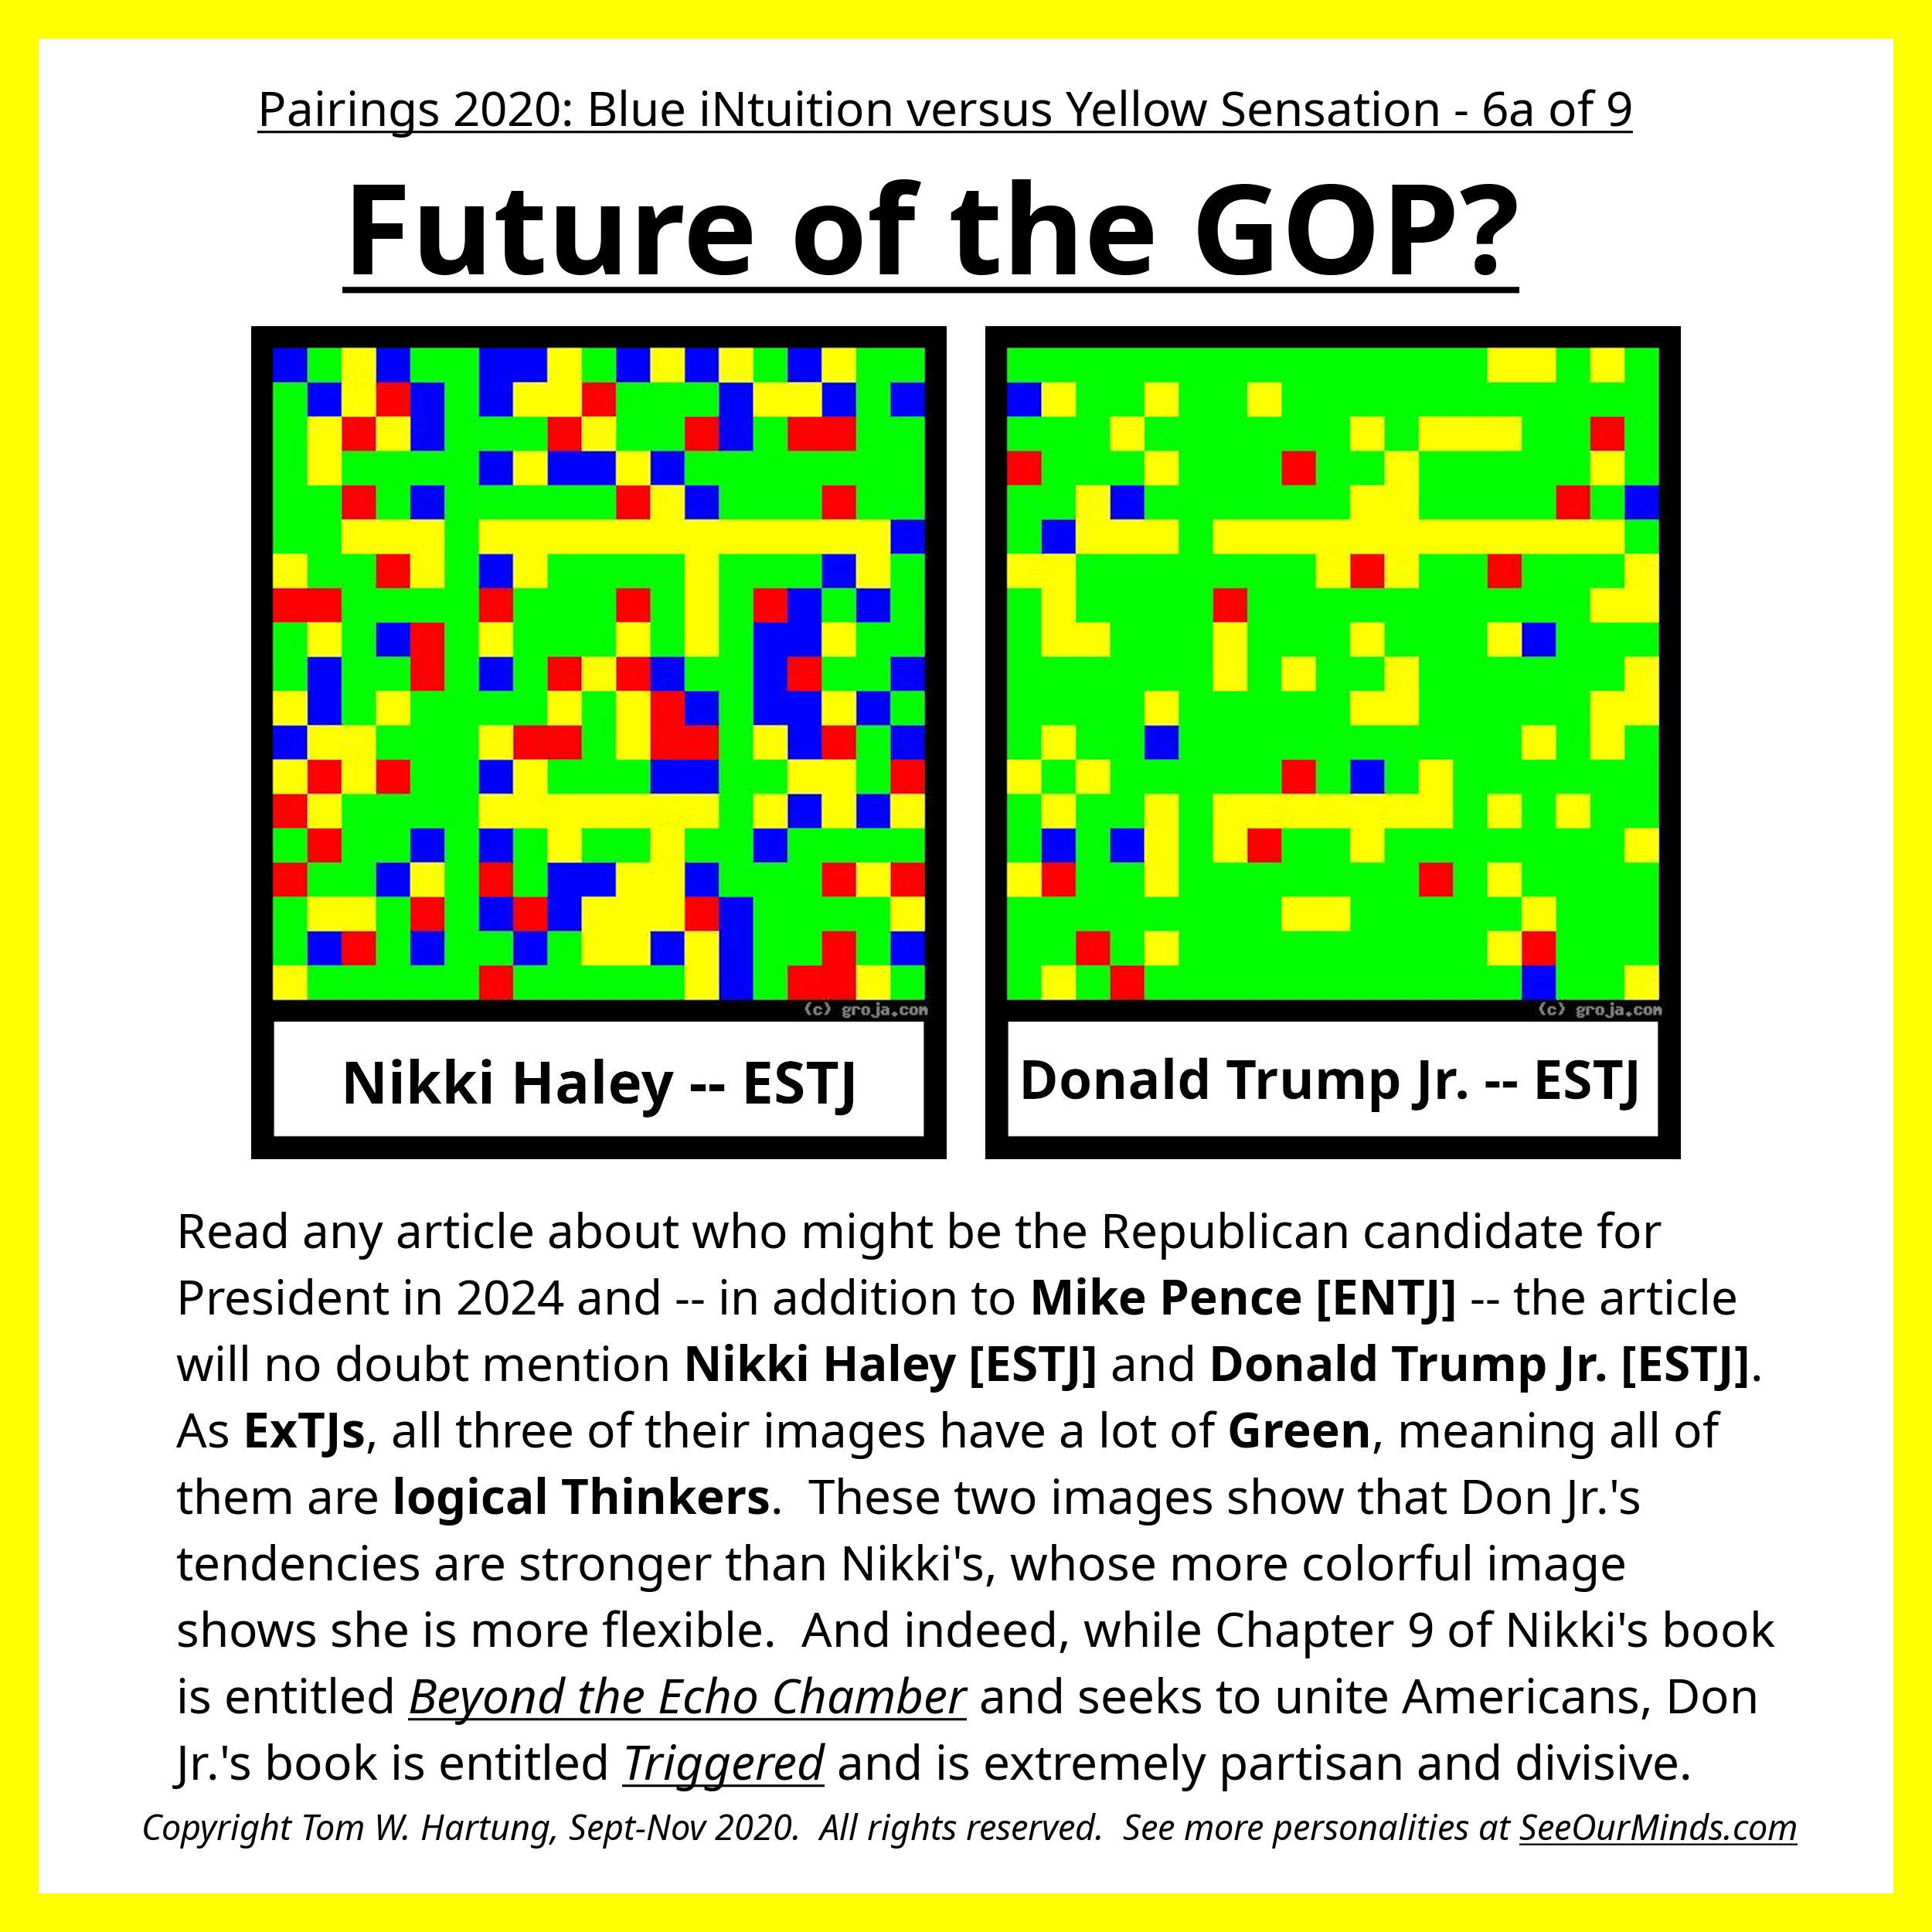 Pairings 2020: Blue iNtuition versus Yellow Sensation - 6a of 9
Future of the GOP?
(c) groja.com
(c) groja.com
Nikki Haley -- ESTJ
Donald Trump Jr. -- ESTJ
Read any article about who might be the Republican candidate for
President in 2024 and -- in addition to Mike Pence [ENTJ] -- the article
will no doubt mention Nikki Haley [ESTJ] and Donald Trump Jr. [ESTJ].
As ExTJs, all three of their images have a lot of Green, meaning all of
them are logical Thinkers.  These two images show that Don Jr.'s
tendencies are stronger than Nikki's, whose more colorful image
shows she is more flexible.  And indeed, while Chapter 9 of Nikki's book
is entitled Beyond the Echo Chamber and seeks to unite Americans, Don
Jr.'s book is entitled Triggered and is extremely partisan and divisive.
Copyright Tom W. Hartung, Sept-Nov 2020.  All rights reserved.  See more personalities at SeeOurMinds.com